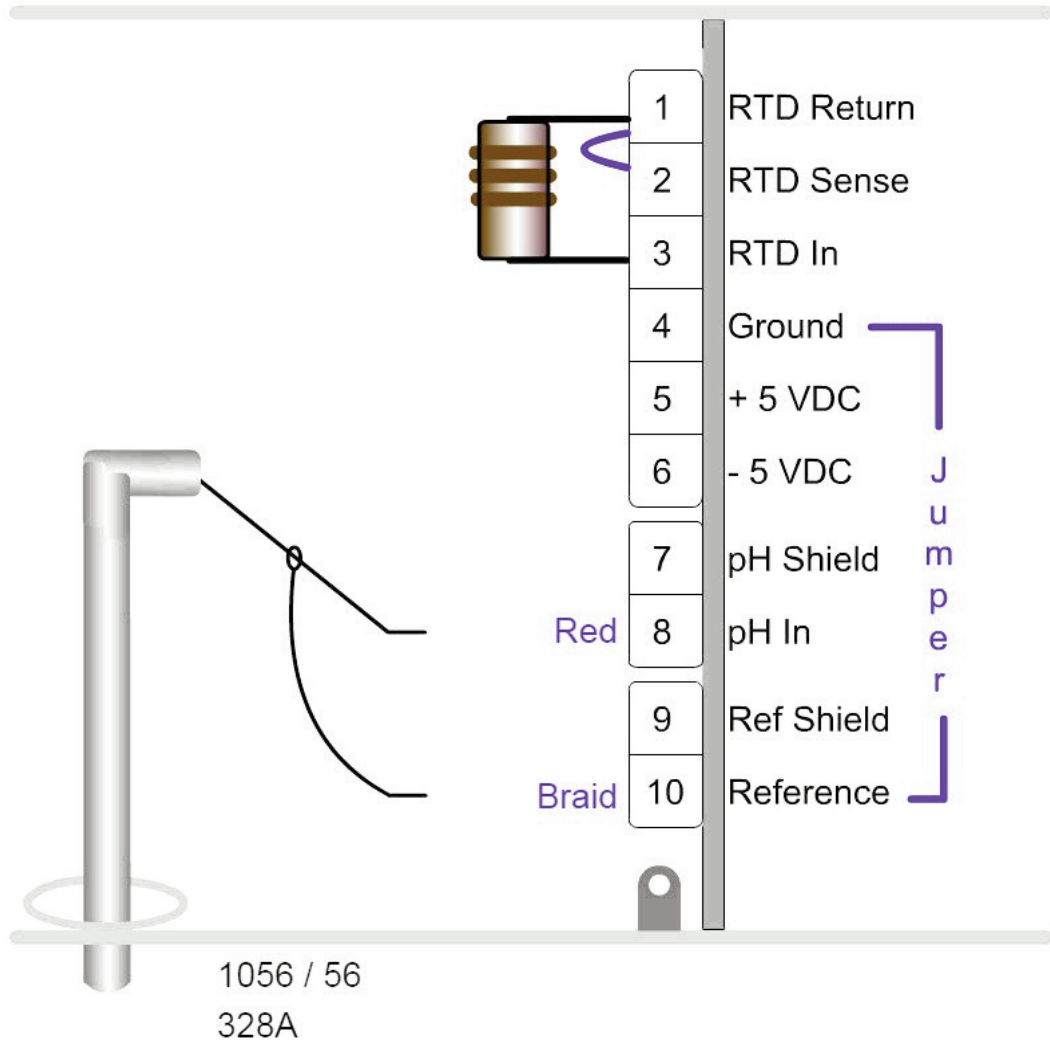 1 RTD Return
2 RTD Sense
3 RTD In
4 Ground
5 + 5 VDC
6 - 5 VDC
7 pH Shield
Red 8 pH In
9 Ref Shield
Braid 10 Reference
Jumper
1056 / 56
328A